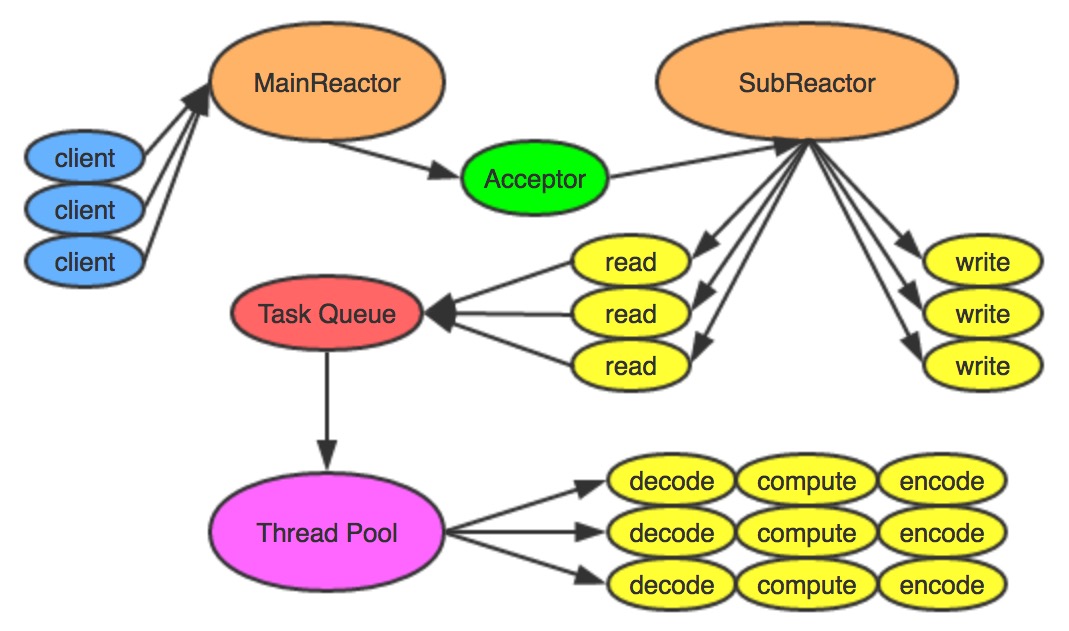 MainReactor
SubReactor
client
client
client
Acceptor
read
read
read
write
write
write
Task Queue
Thread Pool
decode compute encode
decode compute encode
decode compute encode